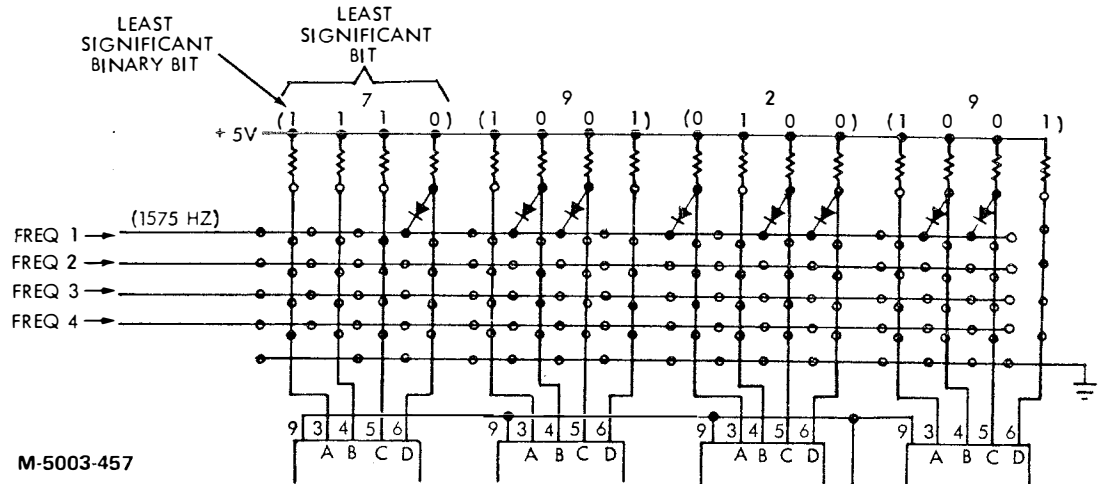 LEAST
SIGNIFICANT
BINARY BIT
LEAST
SIGNIFICANT
BIT
7 9 2 9
(1 1 1 0) (1 0 0 1) (0 1 0 0) (1 0 0 1)
+ 5V
(1575 HZ)
FREQ 1
FREQ 2
FREQ 3
FREQ 4
9 3 4 5 6 9 3 4 5 6 9 3 4 5 6 9 3 4 5 6
A B C D A B C D A B C D A B C D
M-5003-457